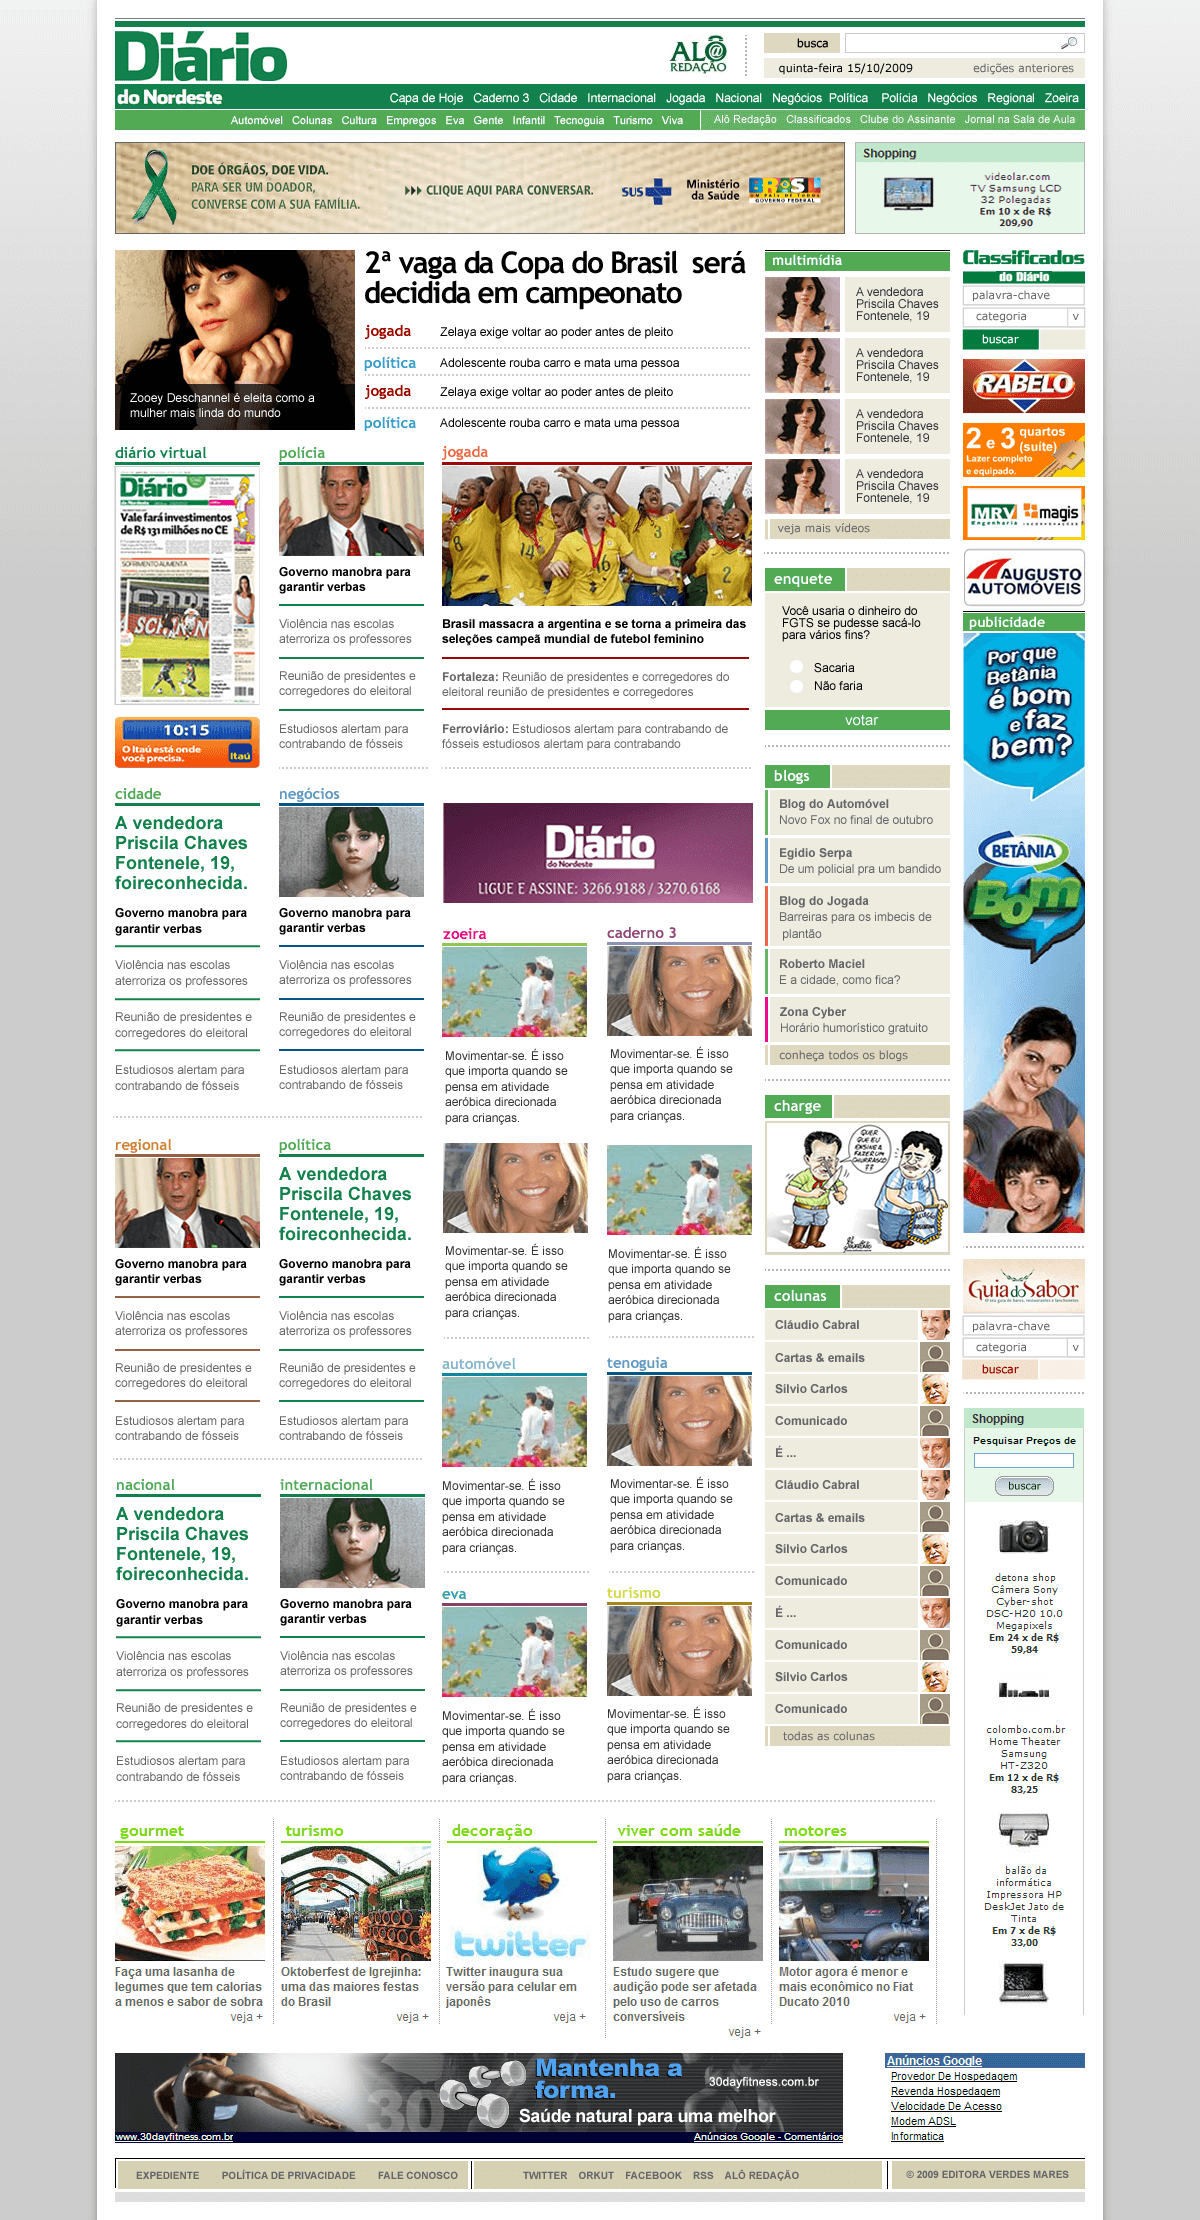 Diário
do Nordeste
ALÔ
REDAÇÃO
busca
quinta-feira 15/10/2009 edições anteriores
Capa de Hoje Caderno 3 Cidade Internacional Jogada Nacional Negócios Política Polícia Negócios Regional Zoeira
Automóvel Colunas Cultura Empregos Eva Gente Infantil Tecnoguia Turismo Viva Alô Redação Classificados Clube do Assinante Jornal na Sala de Aula
DOE ÓRGÃOS, DOE VIDA.
PARA SER UM DOADOR,
CONVERSE COM A SUA FAMÍLIA.
CLIQUE AQUI PARA CONVERSAR.
SUS
Ministério
da Saúde
BRASIL
UM PAÍS DE TODOS
GOVERNO FEDERAL
Shopping
videolar.com
TV Samsung LCD
32 Polegadas
Em 10 x de R$
209,90
Zooey Deschannel é eleita como a
mulher mais linda do mundo
2ª vaga da Copa do Brasil será
decidida em campeonato
jogada Zelaya exige voltar ao poder antes de pleito
política Adolescente rouba carro e mata uma pessoa
jogada Zelaya exige voltar ao poder antes de pleito
política Adolescente rouba carro e mata uma pessoa
diário virtual
Diário
do Nordeste
Vale fará investimentos
de R$ 131 milhões no CE
SOFRIMENTO AUMENTA
10:15
O Itaú está onde
você precisa.
Itaú
polícia
Governo manobra para
garantir verbas
Violência nas escolas
aterroriza os professores
Reunião de presidentes e
corregedores do eleitoral
Estudiosos alertam para
contrabando de fósseis
jogada
Brasil massacra a argentina e se torna a primeira das
seleções campeã mundial de futebol feminino
Fortaleza: Reunião de presidentes e corregedores do
eleitoral reunião de presidentes e corregedores
Ferroviário: Estudiosos alertam para contrabando de
fósseis estudiosos alertam para contrabando
cidade
A vendedora
Priscila Chaves
Fontenele, 19,
foireconhecida.
Governo manobra para
garantir verbas
Violência nas escolas
aterroriza os professores
Reunião de presidentes e
corregedores do eleitoral
Estudiosos alertam para
contrabando de fósseis
negócios
Governo manobra para
garantir verbas
Violência nas escolas
aterroriza os professores
Reunião de presidentes e
corregedores do eleitoral
Estudiosos alertam para
contrabando de fósseis
Diário
do Nordeste
LIGUE E ASSINE: 3266.9188 / 3270.6168
zoeira
Movimentar-se. É isso
que importa quando se
pensa em atividade
aeróbica direcionada
para crianças.
caderno 3
Movimentar-se. É isso
que importa quando se
pensa em atividade
aeróbica direcionada
para crianças.
regional
Governo manobra para
garantir verbas
Violência nas escolas
aterroriza os professores
Reunião de presidentes e
corregedores do eleitoral
Estudiosos alertam para
contrabando de fósseis
política
A vendedora
Priscila Chaves
Fontenele, 19,
foireconhecida.
Governo manobra para
garantir verbas
Violência nas escolas
aterroriza os professores
Reunião de presidentes e
corregedores do eleitoral
Estudiosos alertam para
contrabando de fósseis
Movimentar-se. É isso
que importa quando se
pensa em atividade
aeróbica direcionada
para crianças.
Movimentar-se. É isso
que importa quando se
pensa em atividade
aeróbica direcionada
para crianças.
automóvel
Movimentar-se. É isso
que importa quando se
pensa em atividade
aeróbica direcionada
para crianças.
tenoguia
Movimentar-se. É isso
que importa quando se
pensa em atividade
aeróbica direcionada
para crianças.
nacional
A vendedora
Priscila Chaves
Fontenele, 19,
foireconhecida.
Governo manobra para
garantir verbas
Violência nas escolas
aterroriza os professores
Reunião de presidentes e
corregedores do eleitoral
Estudiosos alertam para
contrabando de fósseis
internacional
Governo manobra para
garantir verbas
Violência nas escolas
aterroriza os professores
Reunião de presidentes e
corregedores do eleitoral
Estudiosos alertam para
contrabando de fósseis
eva
Movimentar-se. É isso
que importa quando se
pensa em atividade
aeróbica direcionada
para crianças.
turismo
Movimentar-se. É isso
que importa quando se
pensa em atividade
aeróbica direcionada
para crianças.
multimídia
A vendedora
Priscila Chaves
Fontenele, 19
A vendedora
Priscila Chaves
Fontenele, 19
A vendedora
Priscila Chaves
Fontenele, 19
A vendedora
Priscila Chaves
Fontenele, 19
veja mais vídeos
enquete
Você usaria o dinheiro do
FGTS se pudesse sacá-lo
para vários fins?
Sacaria
Não faria
votar
blogs
Blog do Automóvel
Novo Fox no final de outubro
Egidio Serpa
De um policial pra um bandido
Blog do Jogada
Barreiras para os imbecis de
plantão
Roberto Maciel
E a cidade, como fica?
Zona Cyber
Horário humorístico gratuito
conheça todos os blogs
charge
QUER
QUE EU
ENSINE A
FAZER UM
CHURRASCO
??
colunas
Cláudio Cabral
Cartas & emails
Silvio Carlos
Comunicado
É ...
Cláudio Cabral
Cartas & emails
Silvio Carlos
Comunicado
É ...
Comunicado
Silvio Carlos
Comunicado
todas as colunas
Classificados
do Diário
palavra-chave
categoria v
buscar
RABELO
2 e 3 quartos
(suíte)
Lazer completo
e equipado.
MRV
Engenharia
magis
AUGUSTO
AUTOMÓVEIS
publicidade
Por que
Betânia
é bom
e faz
bem?
BETÂNIA
BOM
Guia do Sabor
palavra-chave
categoria v
buscar
Shopping
Pesquisar Preços de
buscar
detona shop
Câmera Sony
Cyber-shot
DSC-H20 10.0
Megapixels
Em 24 x de R$
59,84
colombo.com.br
Home Theater
Samsung
HT-Z320
Em 12 x de R$
83,25
balão da
informática
Impressora HP
DeskJet Jato de
Tinta
Em 7 x de R$
33,00
gourmet
Faça uma lasanha de
legumes que tem calorias
a menos e sabor de sobra
veja +
turismo
Oktoberfest de Igrejinha:
uma das maiores festas
do Brasil
veja +
decoração
twitter
Twitter inaugura sua
versão para celular em
japonês
veja +
viver com saúde
Estudo sugere que
audição pode ser afetada
pelo uso de carros
conversíveis
veja +
motores
Motor agora é menor e
mais econômico no Fiat
Ducato 2010
veja +
30
Mantenha a
forma.
30dayfitness.com.br
Saúde natural para uma melhor
www.30dayfitness.com.br Anúncios Google - Comentários
Anúncios Google
Provedor De Hospedagem
Revenda Hospedagem
Velocidade De Acesso
Modem ADSL
Informatica
EXPEDIENTE POLÍTICA DE PRIVACIDADE FALE CONOSCO TWITTER ORKUT FACEBOOK RSS ALÔ REDAÇÃO © 2009 EDITORA VERDES MARES